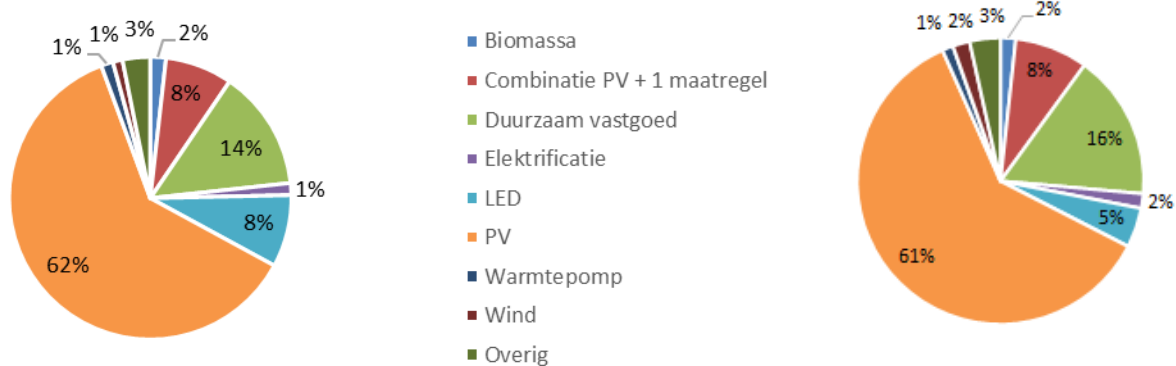 1%
1%
3%
2%
8%
14%
1%
8%
62%
Biomassa
Combinatie PV + 1 maatregel
Duurzaam vastgoed
Elektrificatie
LED
PV
Warmtepomp
Wind
Overig
1%
2%
3%
2%
8%
16%
2%
5%
61%